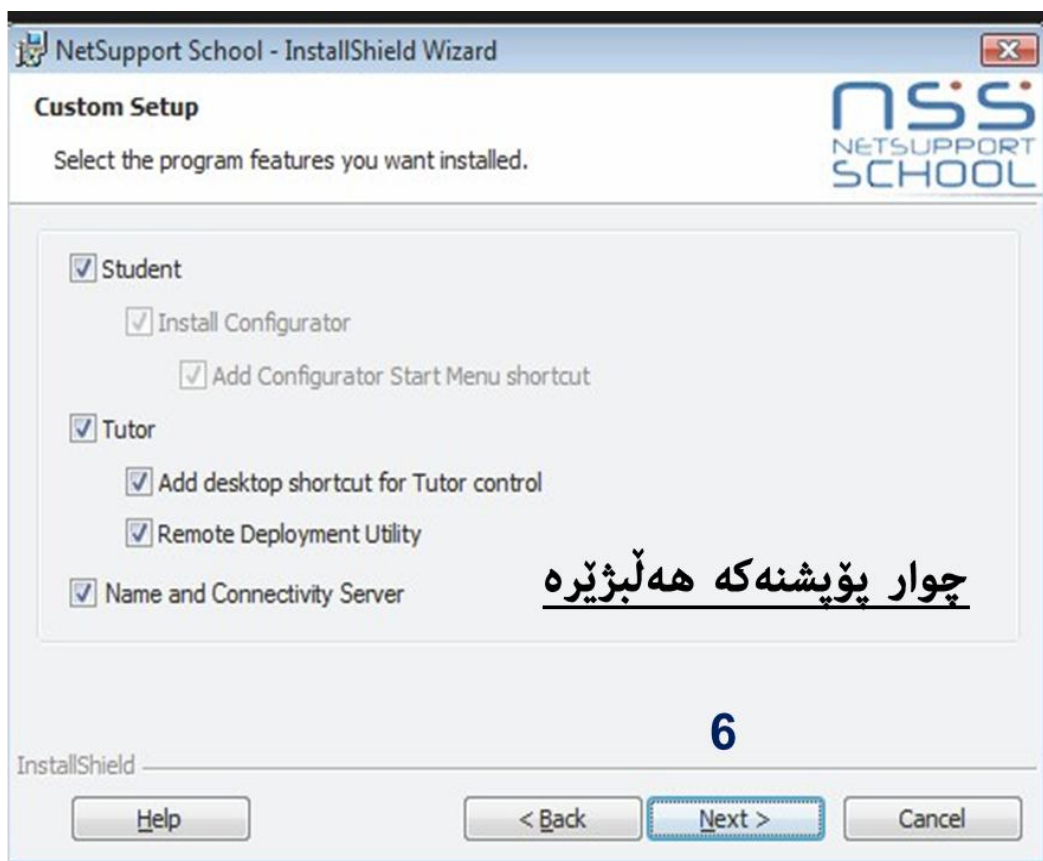 NetSupport School - InstallShield Wizard
Custom Setup
Select the program features you want installed.
nss
NETSUPPORT
SCHOOL
Student
Install Configurator
Add Configurator Start Menu shortcut
Tutor
Add desktop shortcut for Tutor control
Remote Deployment Utility
Name and Connectivity Server
چوار پۆپشنەکە هەڵبژێرە
6
InstallShield
Help
< Back
Next >
Cancel